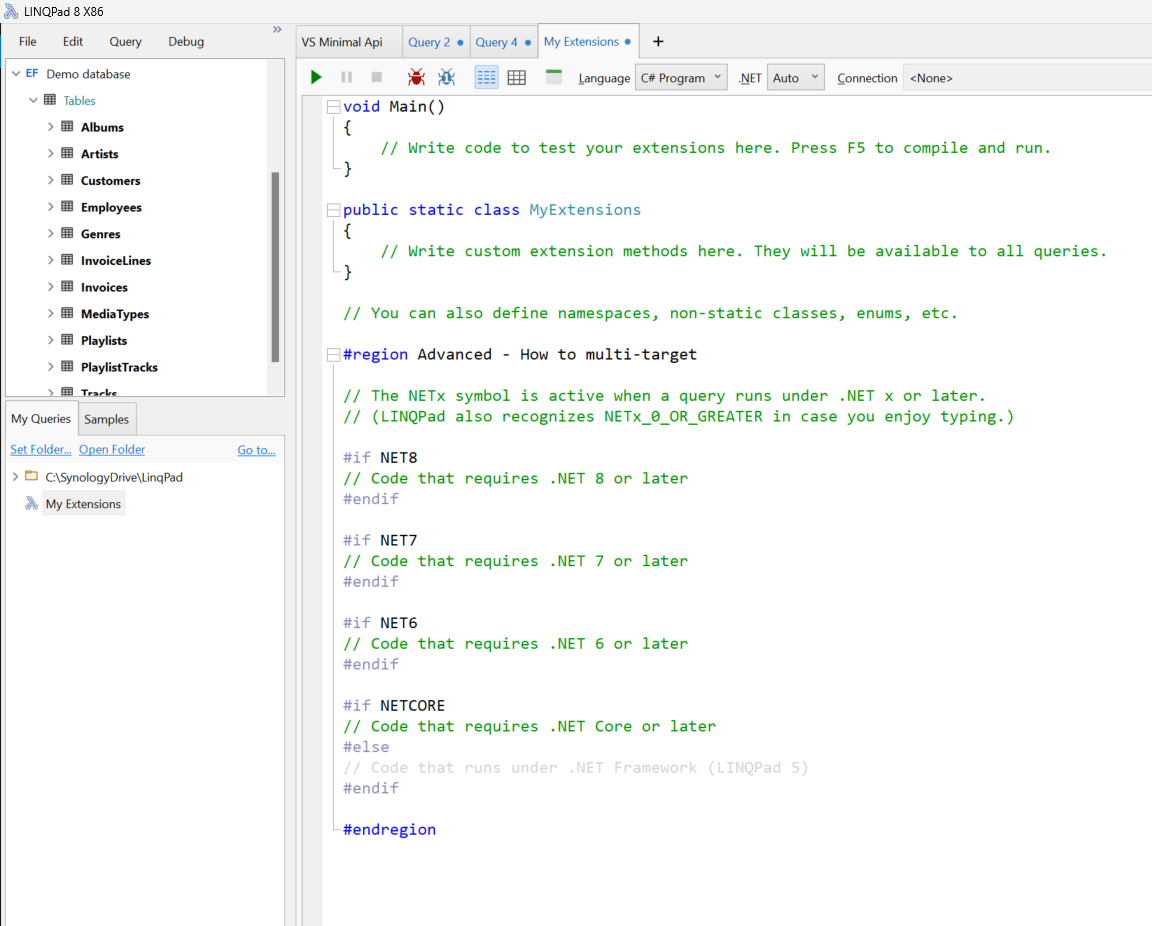 LINQPad 8 X86
File Edit Query Debug »
EF Demo database
Tables
Albums
Artists
Customers
Employees
Genres
InvoiceLines
Invoices
MediaTypes
Playlists
PlaylistTracks
Tracks
My Queries Samples
Set Folder... Open Folder Go to...
C:\SynologyDrive\LinqPad
My Extensions
VS Minimal Api Query 2 Query 4 My Extensions +
Language C# Program .NET Auto Connection <None>
void Main()
{
// Write code to test your extensions here. Press F5 to compile and run.
}
public static class MyExtensions
{
// Write custom extension methods here. They will be available to all queries.
}
// You can also define namespaces, non-static classes, enums, etc.
#region Advanced - How to multi-target
// The NETx symbol is active when a query runs under .NET x or later.
// (LINQPad also recognizes NETx_0_OR_GREATER in case you enjoy typing.)
#if NET8
// Code that requires .NET 8 or later
#endif
#if NET7
// Code that requires .NET 7 or later
#endif
#if NET6
// Code that requires .NET 6 or later
#endif
#if NETCORE
// Code that requires .NET Core or later
#else
// Code that runs under .NET Framework (LINQPad 5)
#endif
#endregion